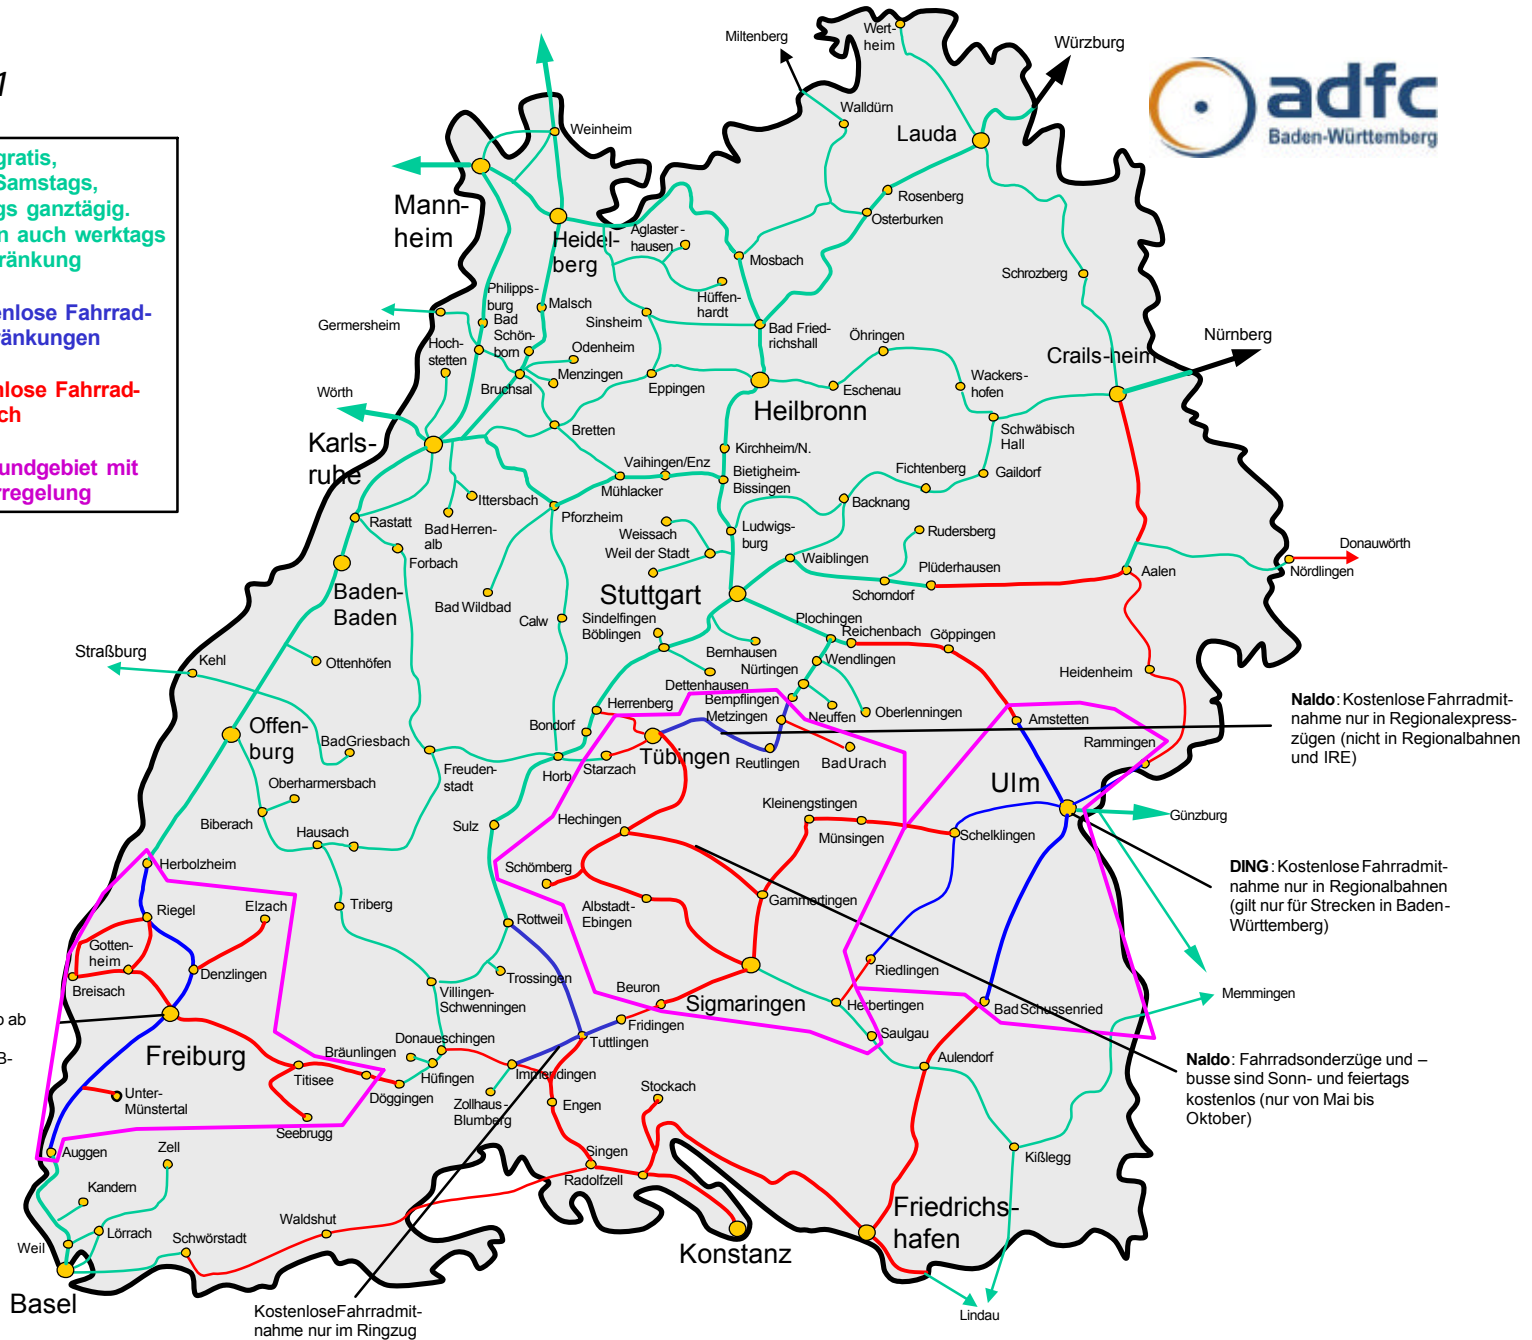 1
gratis,
Samstags,
gs ganztägig.
n auch werktags
ränkung
enlose Fahrrad-
ränkungen
nlose Fahrrad-
ch
undgebiet mit
rregelung
adfc
Baden-Württemberg
Miltenberg
Wert-
heim
Würzburg
Walldürn
Lauda
Weinheim
Mann-
heim
Rosenberg
Osterburken
Heidel-
berg
Aglaster-
hausen
Mosbach
Schrozberg
Hüffen-
hardt
Philipps-
burg
Malsch
Germersheim
Bad
Schön-
born
Sinsheim
Bad Fried-
richshall
Öhringen
Nürnberg
Hoch-
stetten
Odenheim
Menzingen
Crails-heim
Bruchsal
Eppingen
Eschenau
Wackers-
hofen
Wörth
Heilbronn
Karls-
ruhe
Bretten
Schwäbisch
Hall
Kirchheim/N.
Vaihingen/Enz
Mühlacker
Bietigheim-
Bissingen
Fichtenberg
Gaildorf
Ittersbach
Backnang
Rastatt
Bad Herren-
alb
Pforzheim
Weissach
Weil der Stadt
Ludwigs-
burg
Rudersberg
Waiblingen
Donauwörth
Nördlingen
Forbach
Plüderhausen
Aalen
Baden-
Baden
Bad Wildbad
Stuttgart
Schorndorf
Calw
Sindelfingen
Böblingen
Plochingen
Reichenbach
Göppingen
Straßburg
Kehl
Ottenhöfen
Bernhausen
Nürtingen
Wendlingen
Heidenheim
Dettenhausen
Bempflingen
Metzingen
Neuffen
Oberlenningen
Herrenberg
Bondorf
Amstetten
Rammingen
Naldo: Kostenlose Fahrradmit-
nahme nur in Regionalexpress-
zügen (nicht in Regionalbahnen
und IRE)
Offen-
burg
Bad Griesbach
Freuden-
stadt
Horb
Starzach
Tübingen
Reutlingen
Bad Urach
Ulm
Oberharmersbach
Biberach
Hausach
Sulz
Hechingen
Kleinengstingen
Münsingen
Schelklingen
Günzburg
Herbolzheim
Schömberg
DING: Kostenlose Fahrradmit-
nahme nur in Regionalbahnen
(gilt nur für Strecken in Baden-
Württemberg)
Riegel
Elzach
Triberg
Rottweil
Albstadt-
Ebingen
Gammertingen
Gotten-
heim
Denzlingen
Breisach
Trossingen
Villingen-
Schwenningen
Beuron
Sigmaringen
Riedlingen
Herbertingen
Bad Schussenried
Memmingen
o ab
B-
Freiburg
Donaueschingen
Fridingen
Tuttlingen
Saulgau
Bräunlingen
Titisee
Hüfingen
Döggingen
Immendingen
Aulendorf
Naldo: Fahrradsonderzüge und –
busse sind Sonn- und feiertags
kostenlos (nur von Mai bis
Oktober)
Unter-
Münstertal
Seebrugg
Zollhaus-
Blumberg
Engen
Stockach
Auggen
Zell
Kandern
Singen
Radolfzell
Kißlegg
Weil
Lörrach
Schwörstadt
Waldshut
Friedrichs-
hafen
Konstanz
Basel
Kostenlose Fahrradmit-
nahme nur im Ringzug
Lindau